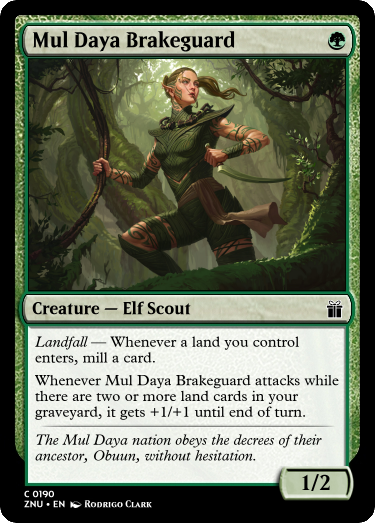 Mul Daya Brakeguard
Creature — Elf Scout
Landfall — Whenever a land you control
enters, mill a card.
Whenever Mul Daya Brakeguard attacks while
there are two or more land cards in your
graveyard, it gets +1/+1 until end of turn.
The Mul Daya nation obeys the decrees of their
ancestor, Obuun, without hesitation.
1/2
C 0190
ZNU • EN Rodrigo Clark